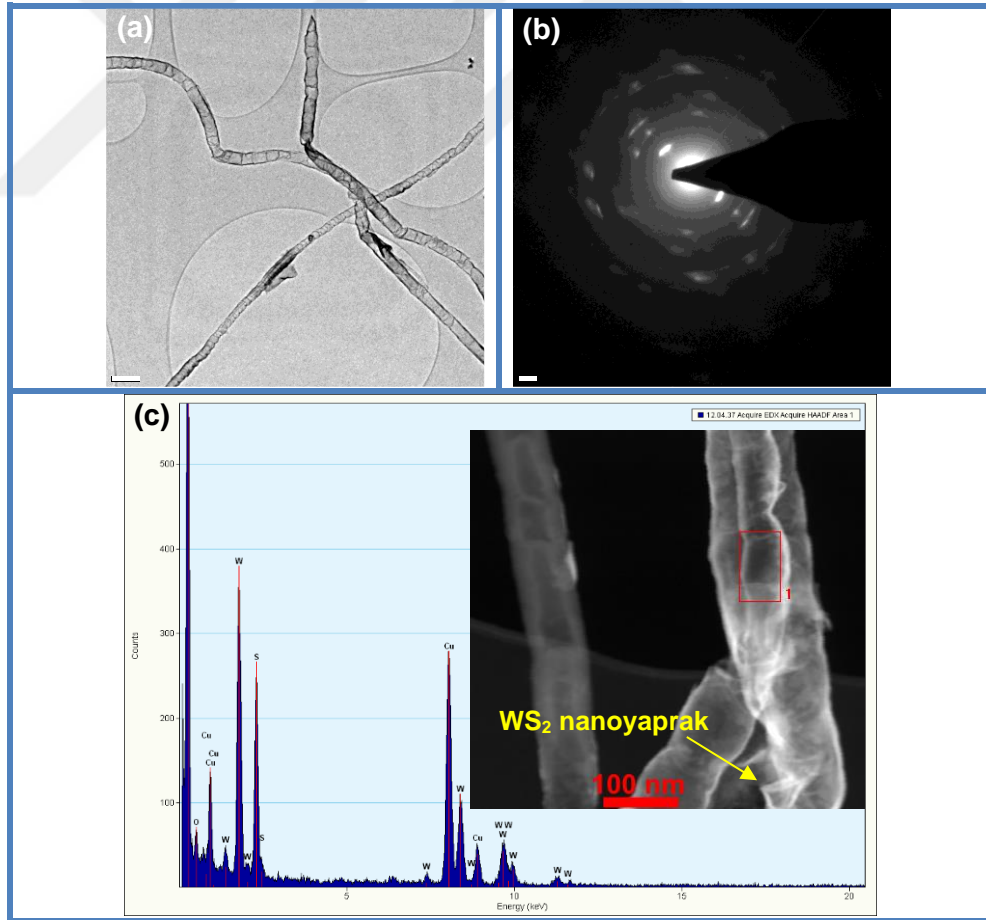 (a)
(b)
(c)
12.04.37 Acquire EDX Acquire HAADF Area 1
500
400
300
200
100
Counts
W
S
Cu
Cu
Cu
Cu
O
W
W
S
W
Cu
W
W
Cu
W W
W
W
W
W
1
WS₂ nanoyaprak
100 nm
5
10
15
20
Energy (keV)